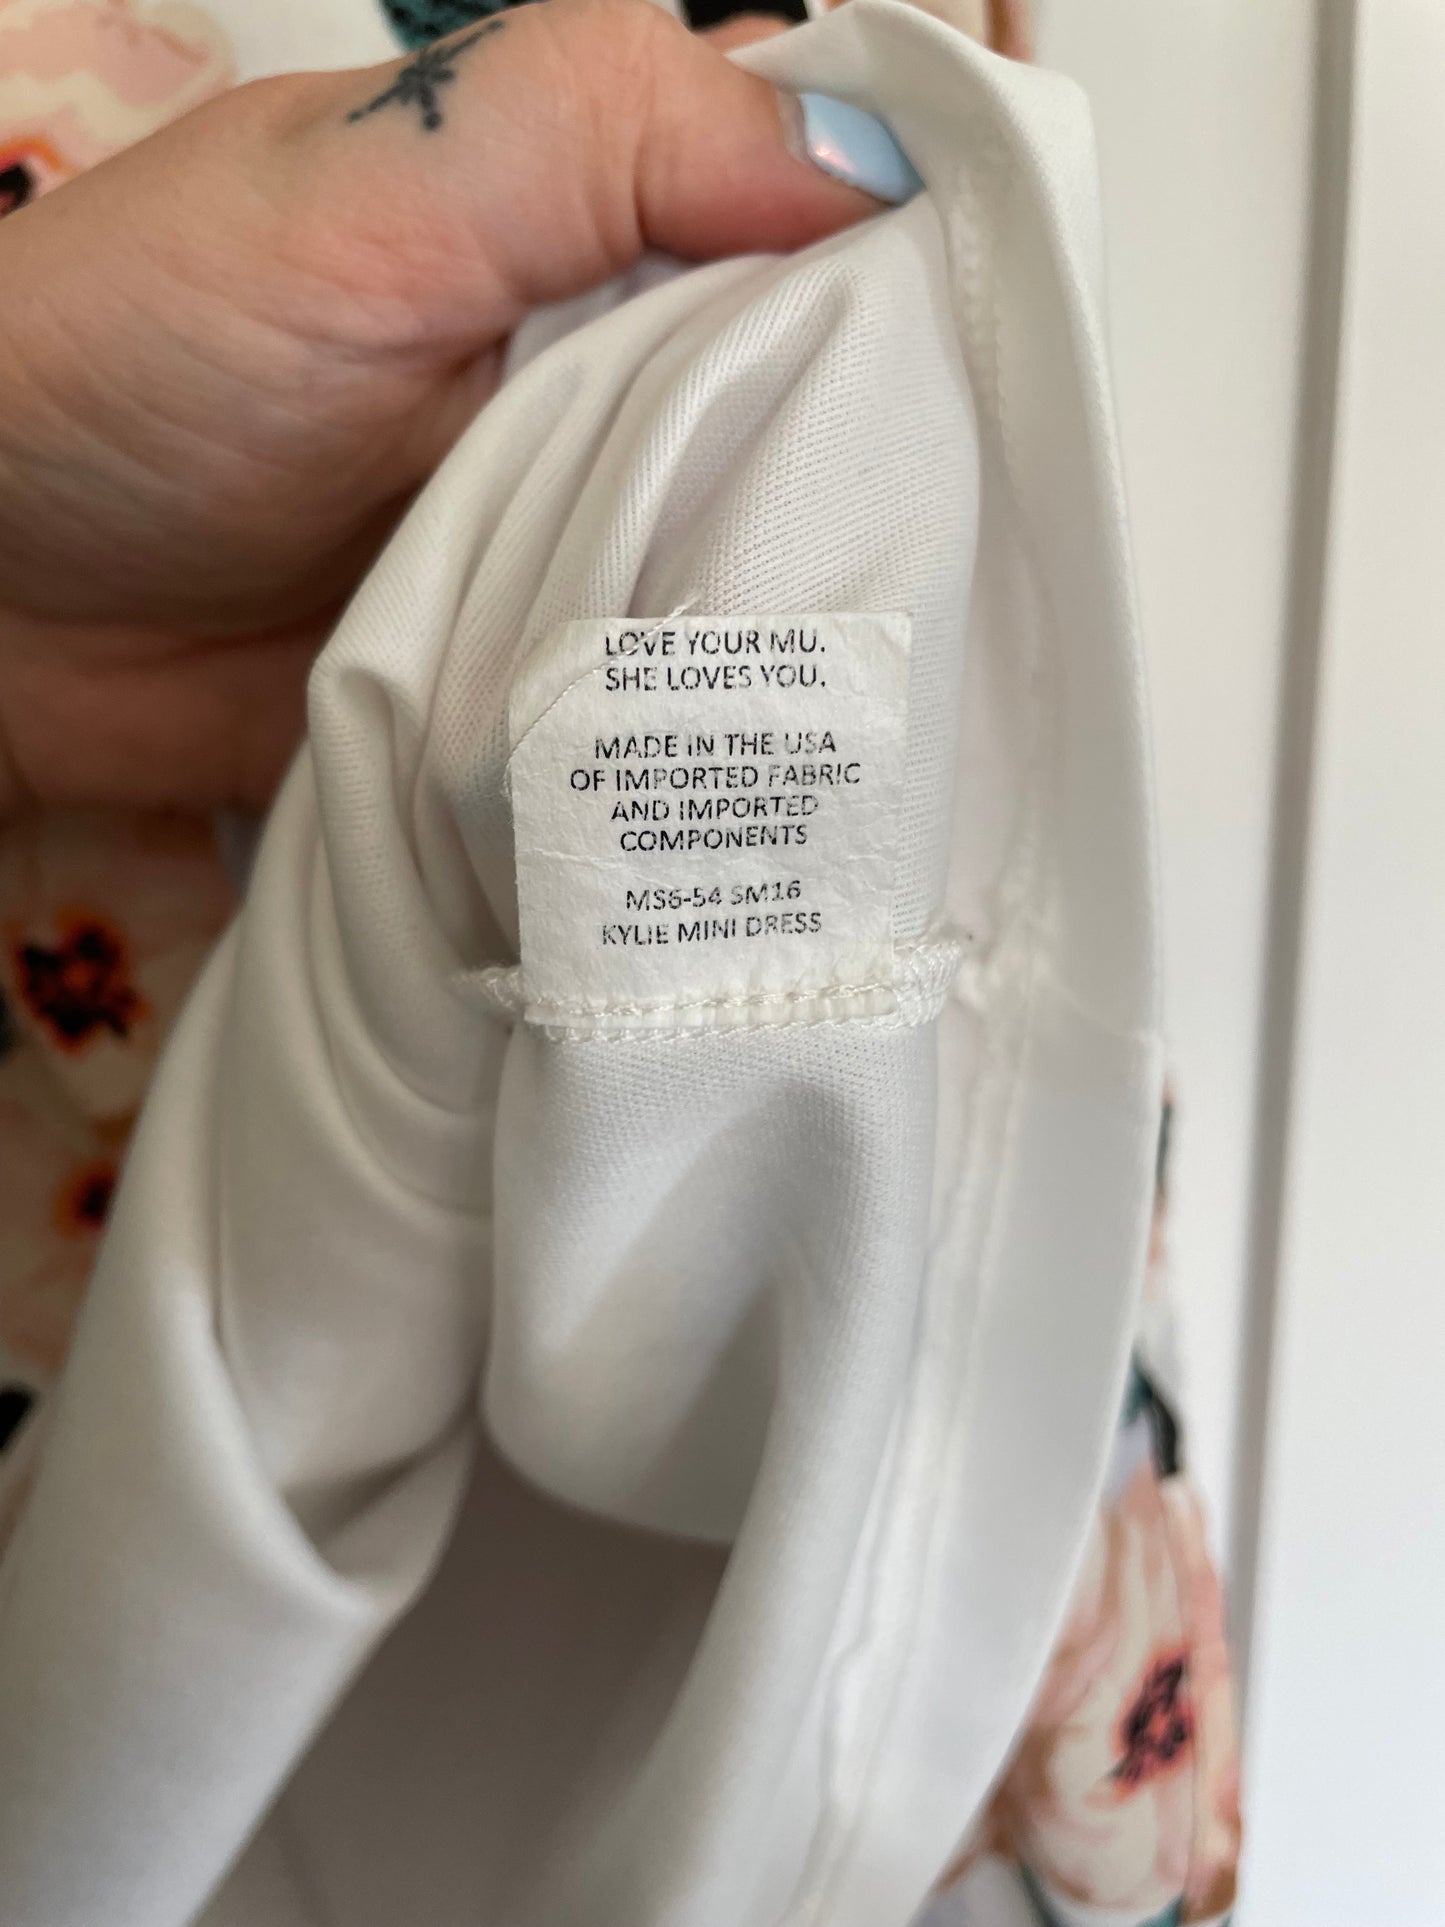 LOVE YOUR MU.
SHE LOVES YOU.
MADE IN THE USA
OF IMPORTED FABRIC
AND IMPORTED
COMPONENTS
MS6-54 SM16
KYLIE MINI DRESS